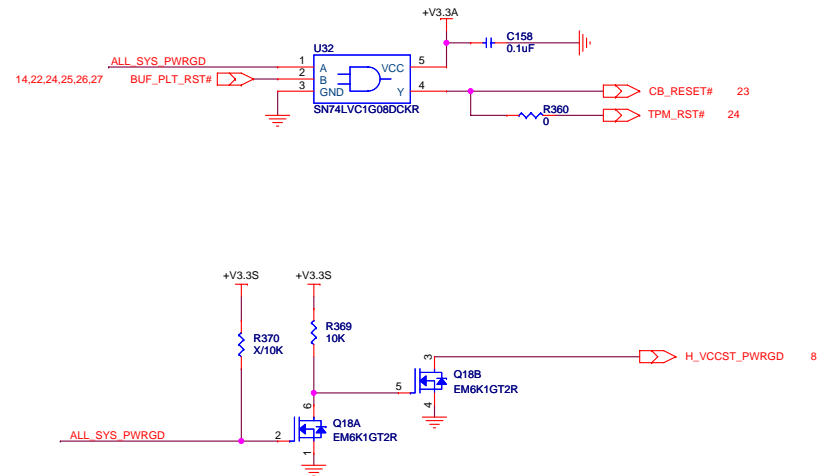 +V3.3A
C158
0.1uF
U32
ALL_SYS_PWRGD
1
A
VCC
5
14,22,24,25,26,27
BUF_PLT_RST#
2
B
3
GND
Y
4
SN74LVC1G08DCKR
CB_RESET#
23
R360
0
TPM_RST#
24
+V3.3S
+V3.3S
R370
X/10K
R369
10K
3
H_VCCST_PWRGD
8
5
Q18B
EM6K1GT2R
4
6
Q18A
EM6K1GT2R
ALL_SYS_PWRGD
2
1